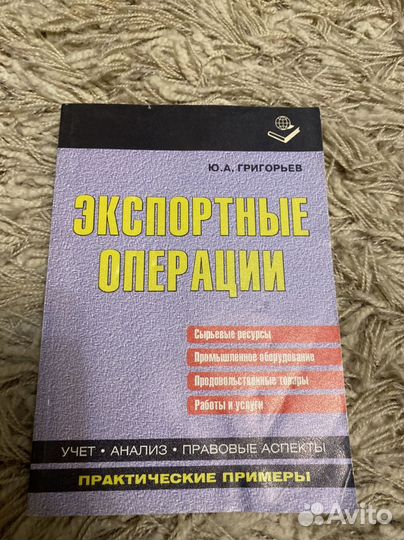 Ю.А. ГРИГОРЬЕВ
ЭКСПОРТНЫЕ
ОПЕРАЦИИ
Сырьевые ресурсы
Промышленное оборудование
Продовольственные товары
Работы и услуги
УЧЕТ • АНАЛИЗ • ПРАВОВЫЕ АСПЕКТЫ
ПРАКТИЧЕСКИЕ ПРИМЕРЫ
Avito